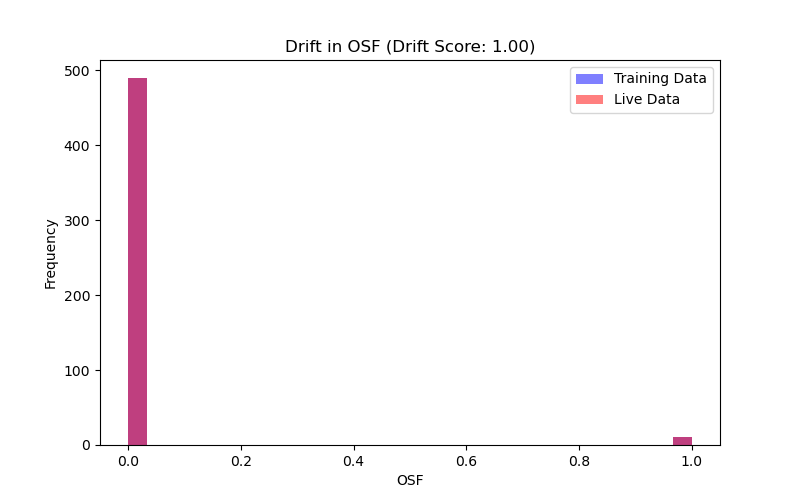 Drift in OSF (Drift Score: 1.00)
Training Data
Live Data
Frequency
500
400
300
200
100
0
0.0 0.2 0.4 0.6 0.8 1.0
OSF